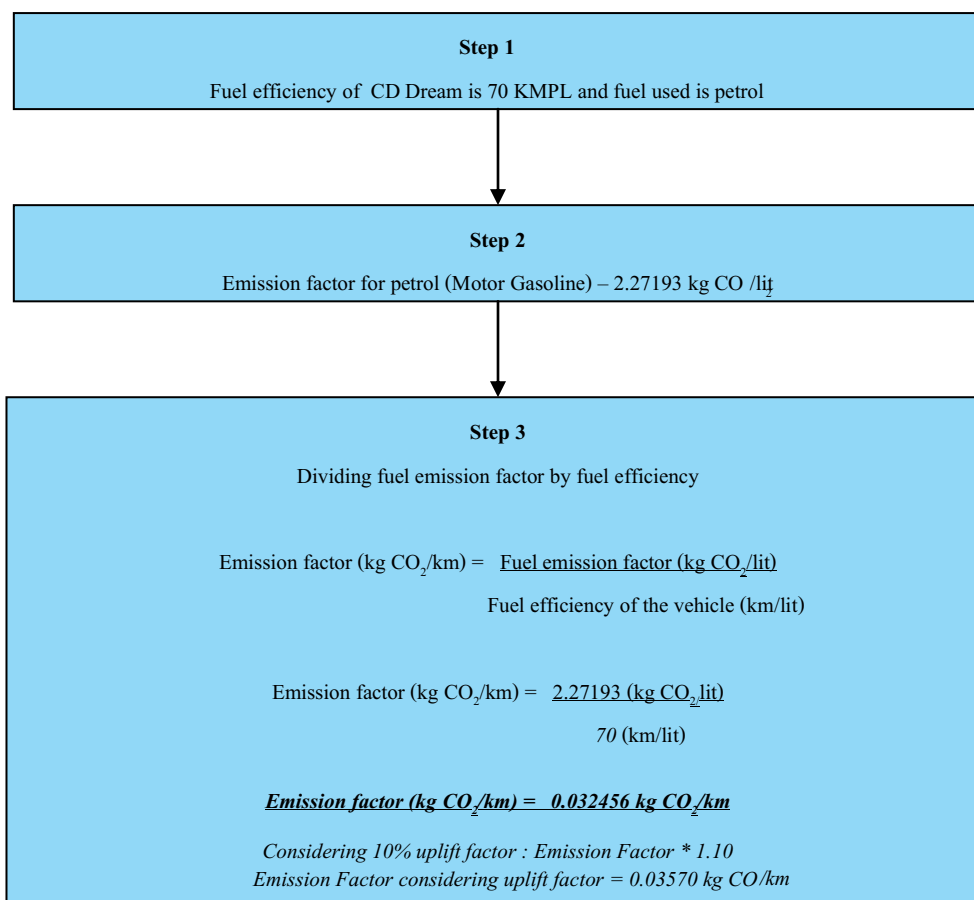 Step 1
Fuel efficiency of CD Dream is 70 KMPL and fuel used is petrol
Step 2
Emission factor for petrol (Motor Gasoline) – 2.27193 kg CO₂/lit
Step 3
Dividing fuel emission factor by fuel efficiency
Emission factor (kg CO₂/km) = Fuel emission factor (kg CO₂/lit)
Fuel efficiency of the vehicle (km/lit)
Emission factor (kg CO₂/km) = 2.27193 (kg CO₂/lit)
70 (km/lit)
Emission factor (kg CO₂/km) = 0.032456 kg CO₂/km
Considering 10% uplift factor : Emission Factor * 1.10
Emission Factor considering uplift factor = 0.03570 kg CO/km